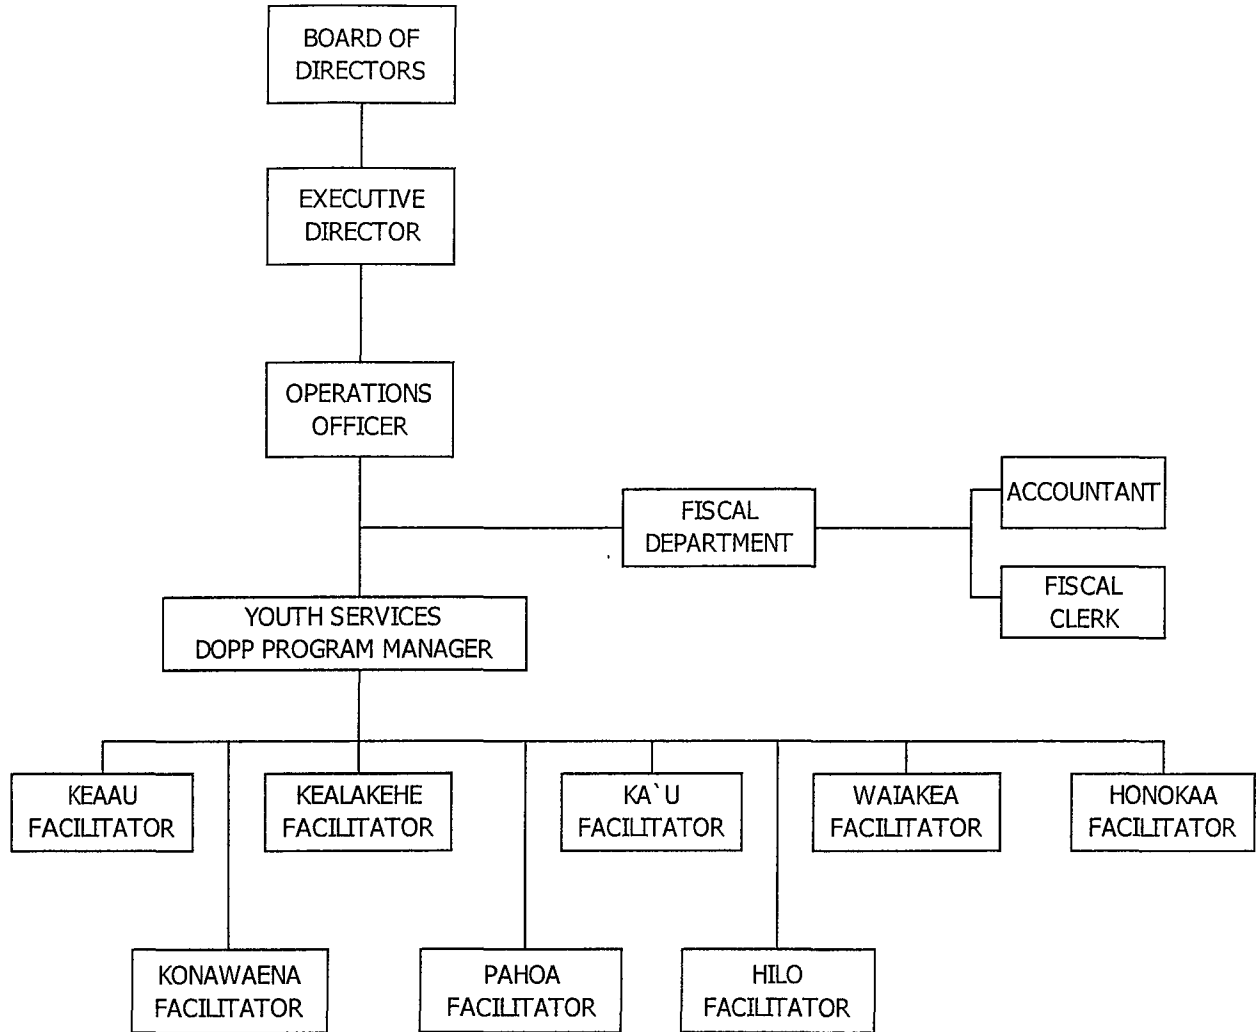 BOARD OF
DIRECTORS
EXECUTIVE
DIRECTOR
OPERATIONS
OFFICER
FISCAL
DEPARTMENT
ACCOUNTANT
FISCAL
CLERK
YOUTH SERVICES
DOPP PROGRAM MANAGER
KEAAU
FACILITATOR
KEALAKEHE
FACILITATOR
KA`U
FACILITATOR
WAIAKEA
FACILITATOR
HONOKAA
FACILITATOR
KONAWAENA
FACILITATOR
PAHOA
FACILITATOR
HILO
FACILITATOR